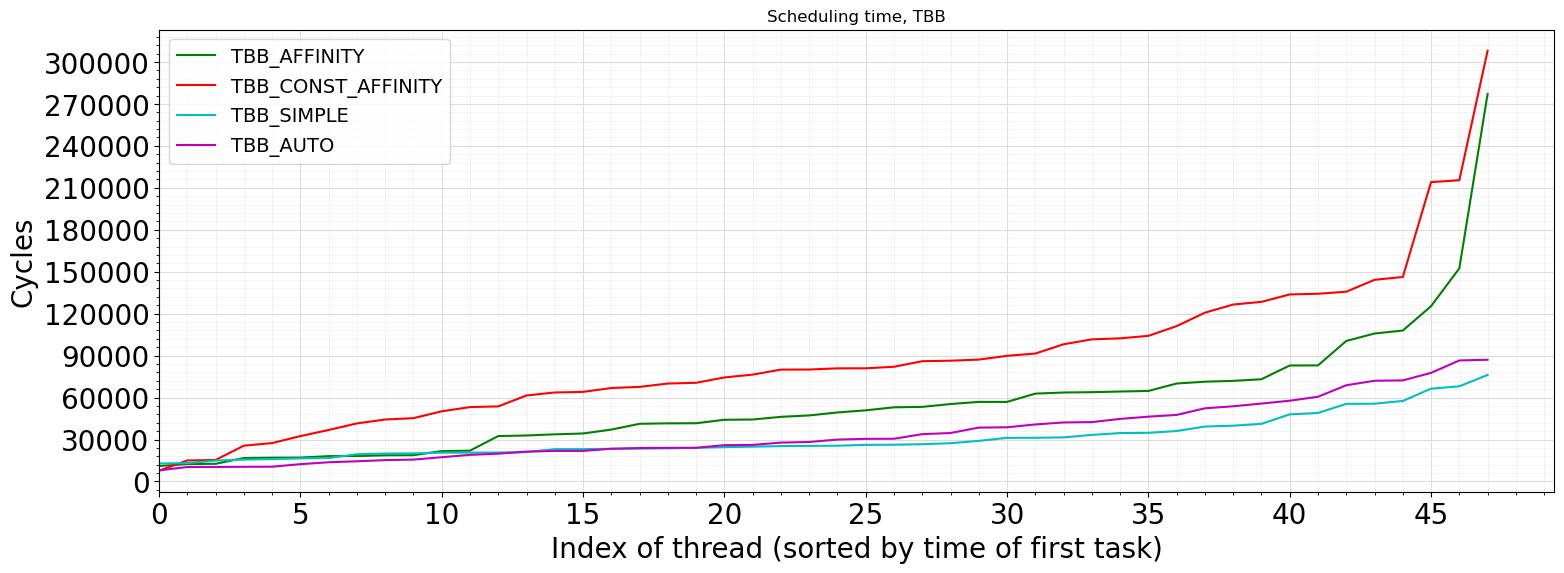 Scheduling time, TBB
TBB_AFFINITY
TBB_CONST_AFFINITY
TBB_SIMPLE
TBB_AUTO
Cycles
300000
270000
240000
210000
180000
150000
120000
90000
60000
30000
0
0 5 10 15 20 25 30 35 40 45
Index of thread (sorted by time of first task)